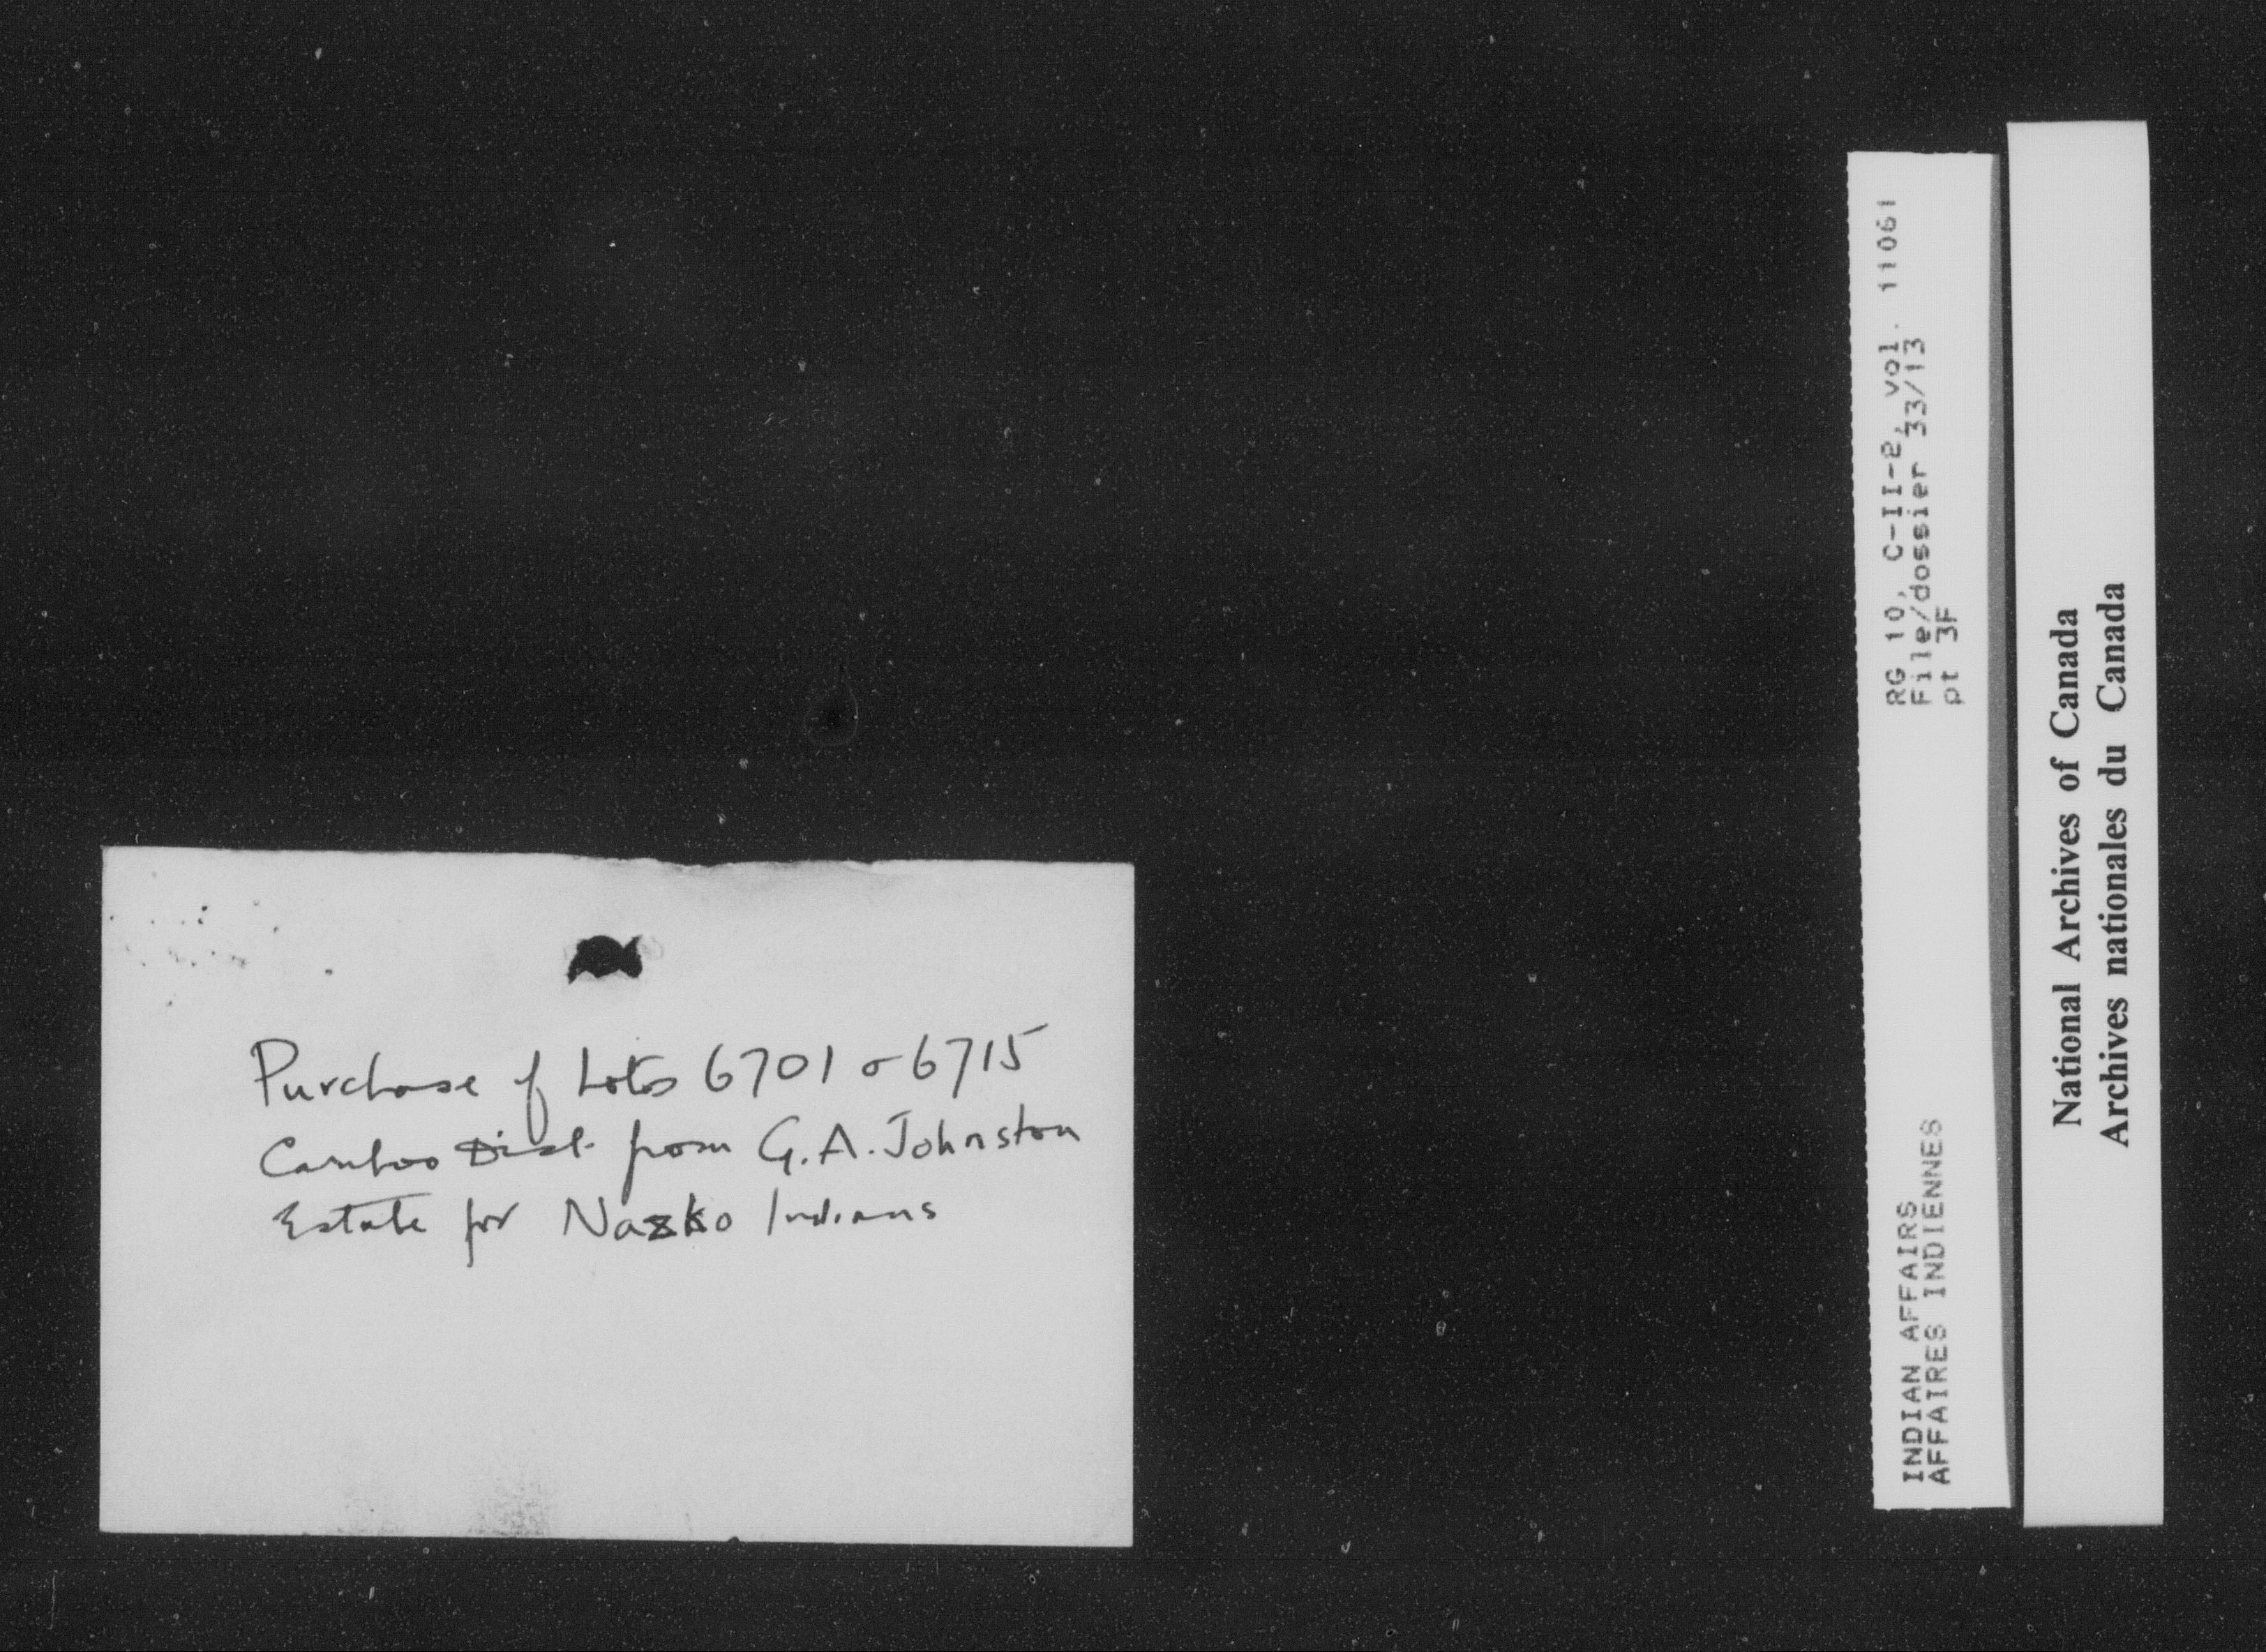 Purchase of Lots 6701 & 6715
Cariboo Dist. from G.A. Johnston
Estate for Nazko Indians
RG 10, C-II-2, vol. 11061
File/dossier 33/13
pt 3F
INDIAN AFFAIRS
AFFAIRES INDIENNES
National Archives of Canada
Archives nationales du Canada